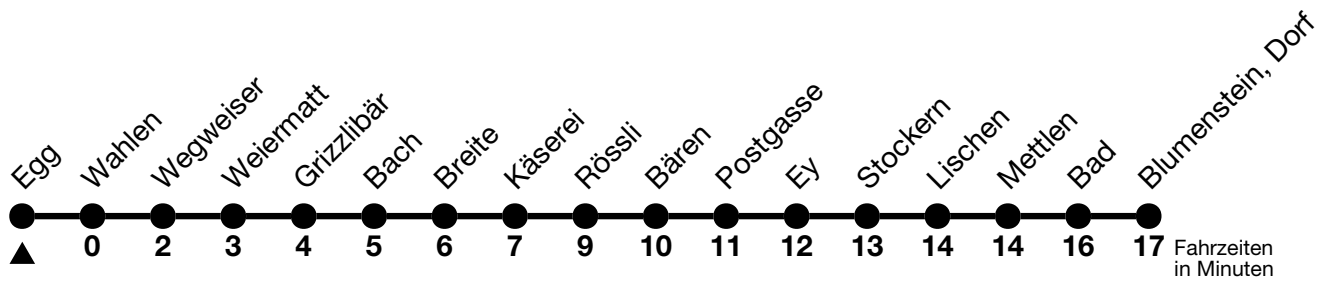 Egg
Wahlen
Wegweiser
Weiermatt
Grizzlibär
Bach
Breite
Käserei
Rössli
Bären
Postgasse
Ey
Stockern
Lischen
Mettlen
Bad
Blumenstein, Dorf
0 2 3 4 5 6 7 9 10 11 12 13 14 14 16 17 Fahrzeiten
in Minuten